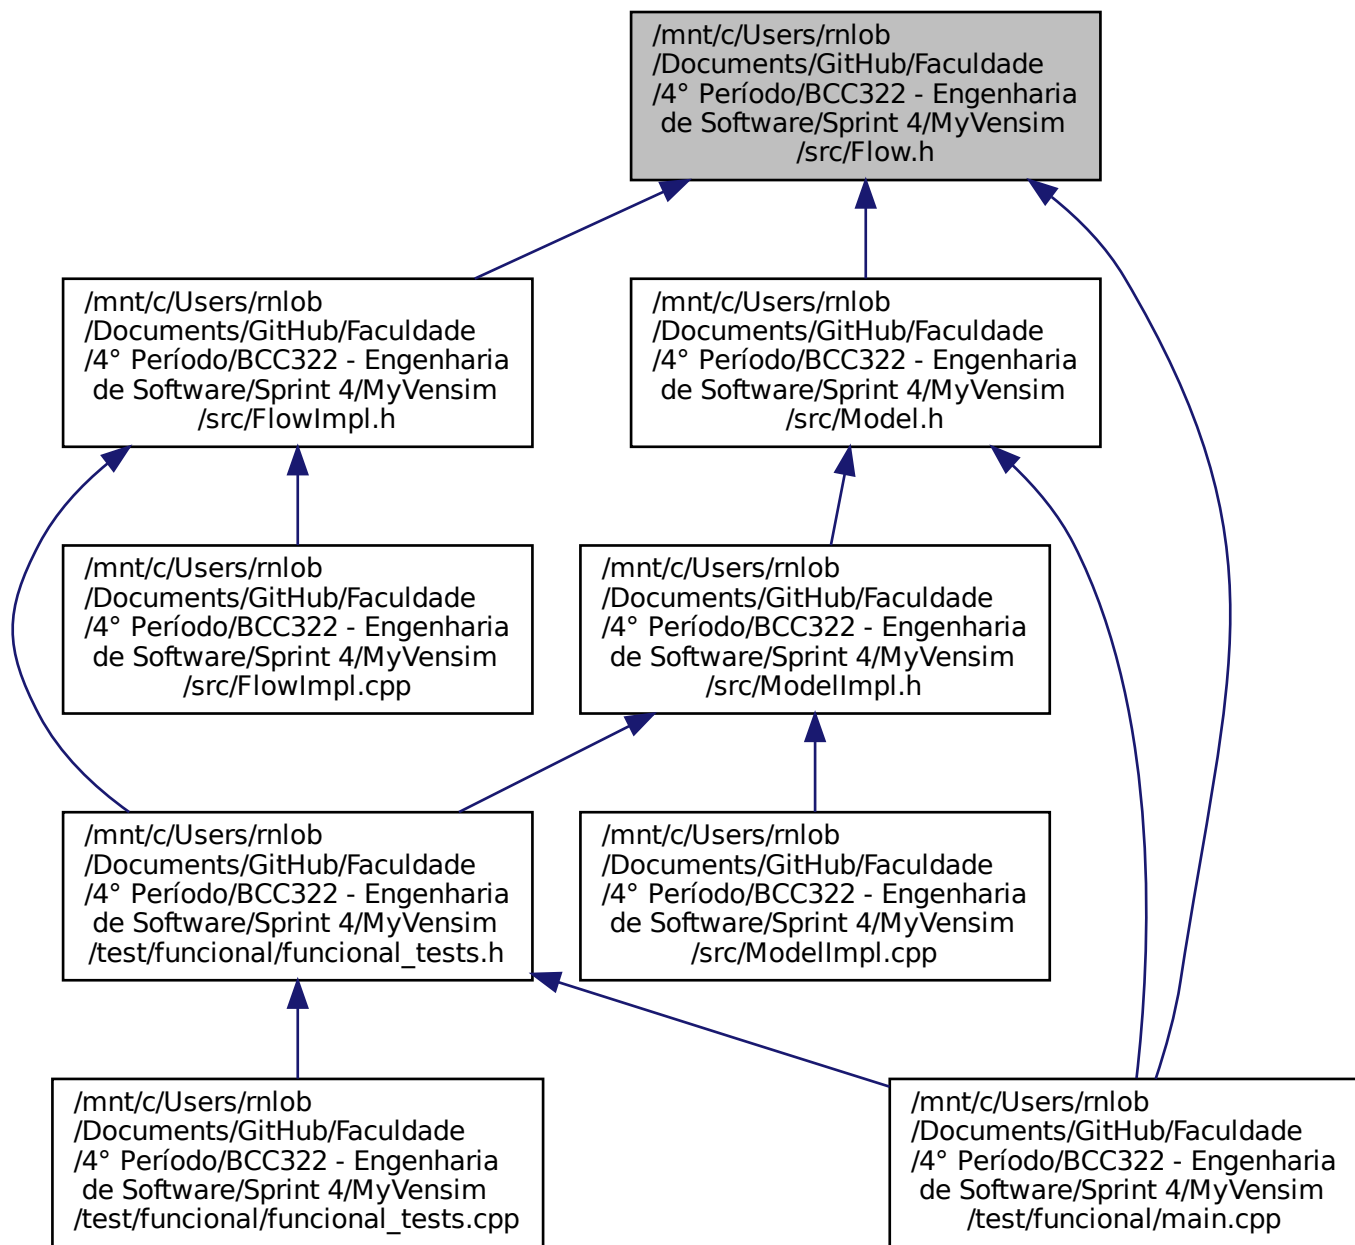 /mnt/c/Users/rnlob
/Documents/GitHub/Faculdade
/4° Período/BCC322 - Engenharia
de Software/Sprint 4/MyVensim
/src/Flow.h
/mnt/c/Users/rnlob
/Documents/GitHub/Faculdade
/4° Período/BCC322 - Engenharia
de Software/Sprint 4/MyVensim
/src/FlowImpl.h
/mnt/c/Users/rnlob
/Documents/GitHub/Faculdade
/4° Período/BCC322 - Engenharia
de Software/Sprint 4/MyVensim
/src/Model.h
/mnt/c/Users/rnlob
/Documents/GitHub/Faculdade
/4° Período/BCC322 - Engenharia
de Software/Sprint 4/MyVensim
/src/FlowImpl.cpp
/mnt/c/Users/rnlob
/Documents/GitHub/Faculdade
/4° Período/BCC322 - Engenharia
de Software/Sprint 4/MyVensim
/src/ModelImpl.h
/mnt/c/Users/rnlob
/Documents/GitHub/Faculdade
/4° Período/BCC322 - Engenharia
de Software/Sprint 4/MyVensim
/test/funcional/funcional_tests.h
/mnt/c/Users/rnlob
/Documents/GitHub/Faculdade
/4° Período/BCC322 - Engenharia
de Software/Sprint 4/MyVensim
/src/ModelImpl.cpp
/mnt/c/Users/rnlob
/Documents/GitHub/Faculdade
/4° Período/BCC322 - Engenharia
de Software/Sprint 4/MyVensim
/test/funcional/funcional_tests.cpp
/mnt/c/Users/rnlob
/Documents/GitHub/Faculdade
/4° Período/BCC322 - Engenharia
de Software/Sprint 4/MyVensim
/test/funcional/main.cpp